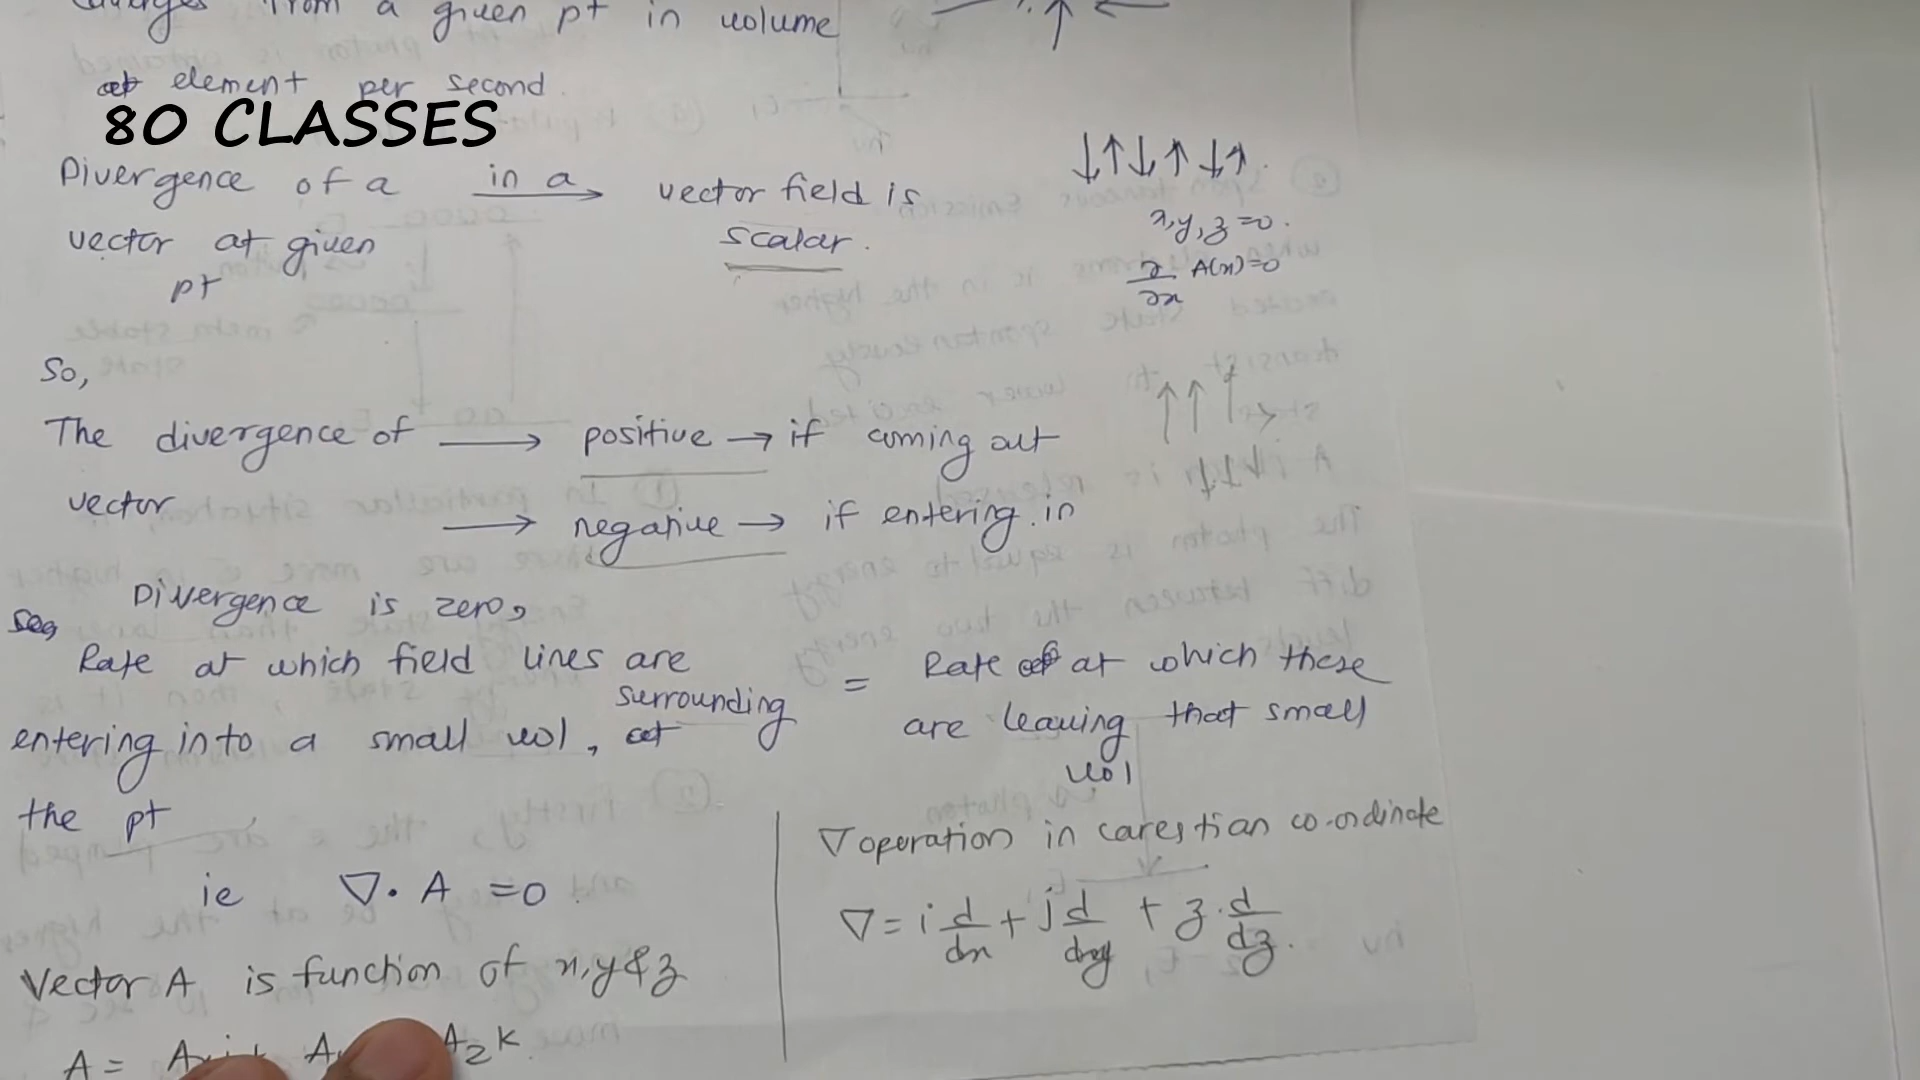 from a given pt in volume
element per second.
80 CLASSES
Divergence of a in a → vector field is
vector at given scalar.
pt
x,y,z=0.
∂/∂x A(x)=0
So,
The divergence of → positive → if coming out
vector → negative → if entering in
Divergence is zero,
Rate at which field lines are = Rate at which these
surrounding
entering into a small vol, are leaving that small
vol
the pt
∇ operation in carestian co-ordinate
ie ∇. A =0.
∇= i d/dx + j d/dy + z. d/dz.
Vector A is function of x,y & z
A = Azk